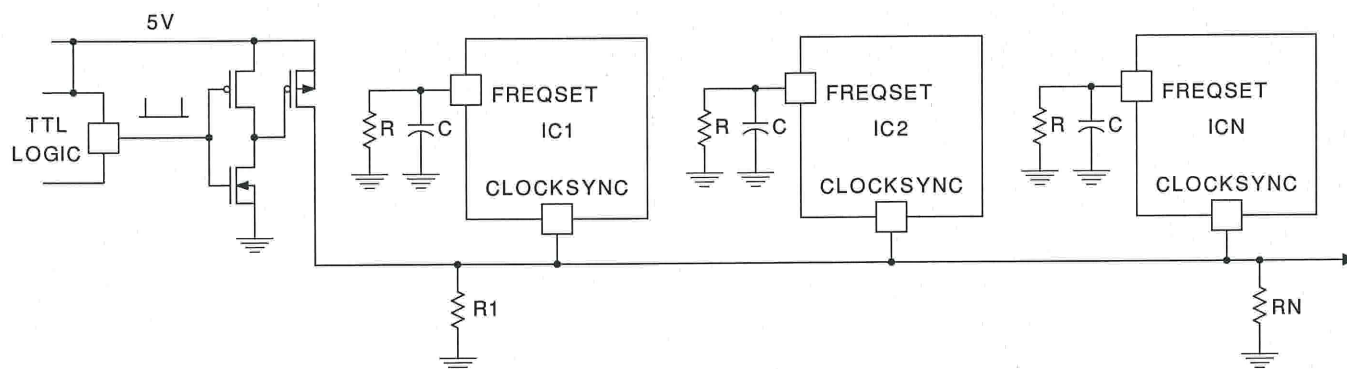 5V
TTL
LOGIC
R
C
FREQSET
IC1
CLOCKSYNC
R
C
FREQSET
IC2
CLOCKSYNC
R
C
FREQSET
ICN
CLOCKSYNC
R1
RN